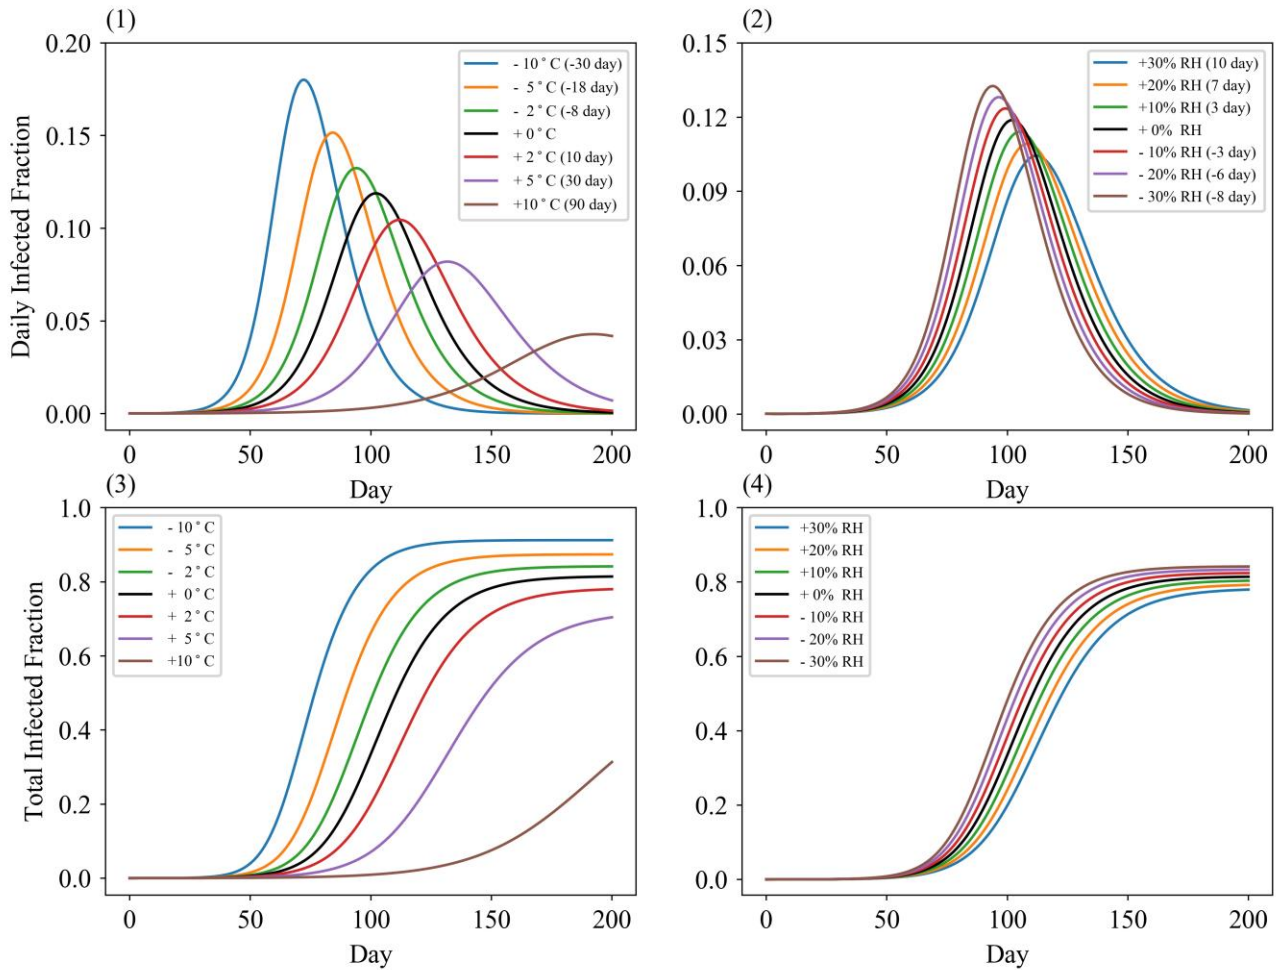 (1)
Daily Infected Fraction
0.20
0.15
0.10
0.05
0.00
- 10°C (-30 day)
- 5°C (-18 day)
- 2°C (-8 day)
+ 0°C
+ 2°C (10 day)
+ 5°C (30 day)
+10°C (90 day)
0 50 100 150 200
Day
(2)
0.15
0.12
0.09
0.06
0.03
0.00
+30% RH (10 day)
+20% RH (7 day)
+10% RH (3 day)
+ 0% RH
- 10% RH (-3 day)
- 20% RH (-6 day)
- 30% RH (-8 day)
0 50 100 150 200
Day
(3)
Total Infected Fraction
1.0
0.8
0.6
0.4
0.2
0.0
- 10°C
- 5°C
- 2°C
+ 0°C
+ 2°C
+ 5°C
+10°C
0 50 100 150 200
Day
(4)
1.0
0.8
0.6
0.4
0.2
0.0
+30% RH
+20% RH
+10% RH
+ 0% RH
- 10% RH
- 20% RH
- 30% RH
0 50 100 150 200
Day